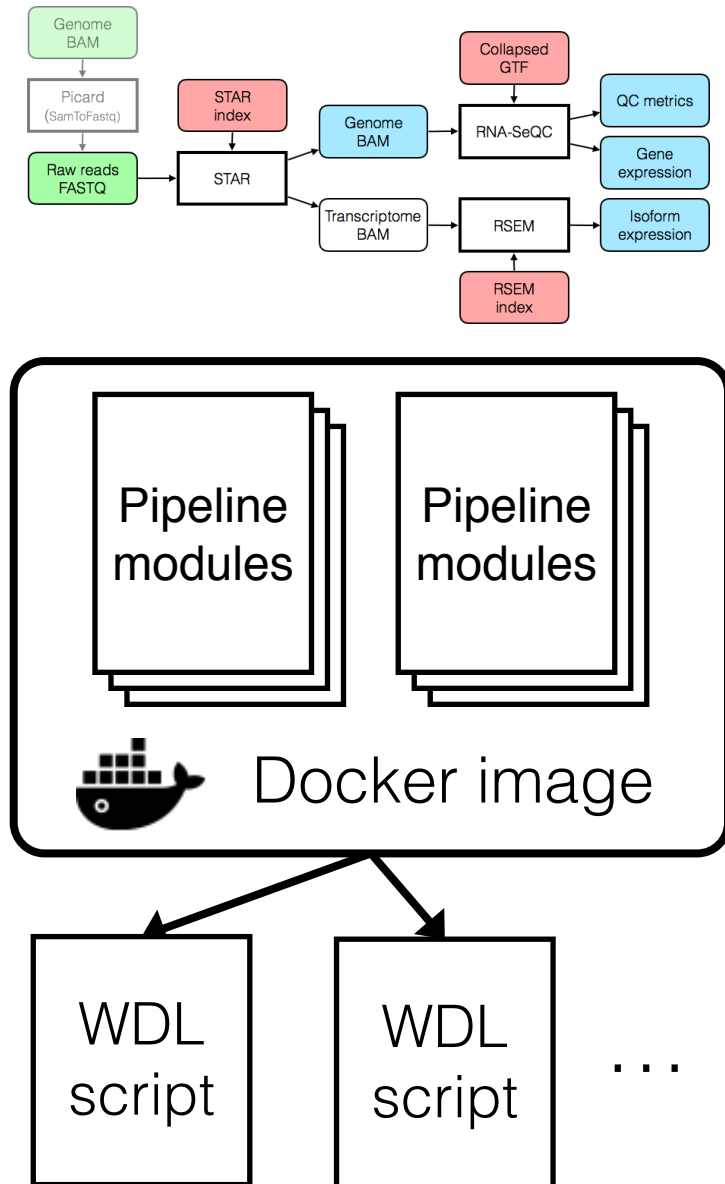 Genome
BAM
Picard
(SamToFastq)
Raw reads
FASTQ
STAR
index
STAR
Genome
BAM
Transcriptome
BAM
Collapsed
GTF
RNA-SeQC
RSEM
RSEM
index
QC metrics
Gene
expression
Isoform
expression
Pipeline
modules
Pipeline
modules
Docker image
WDL
script
WDL
script
...